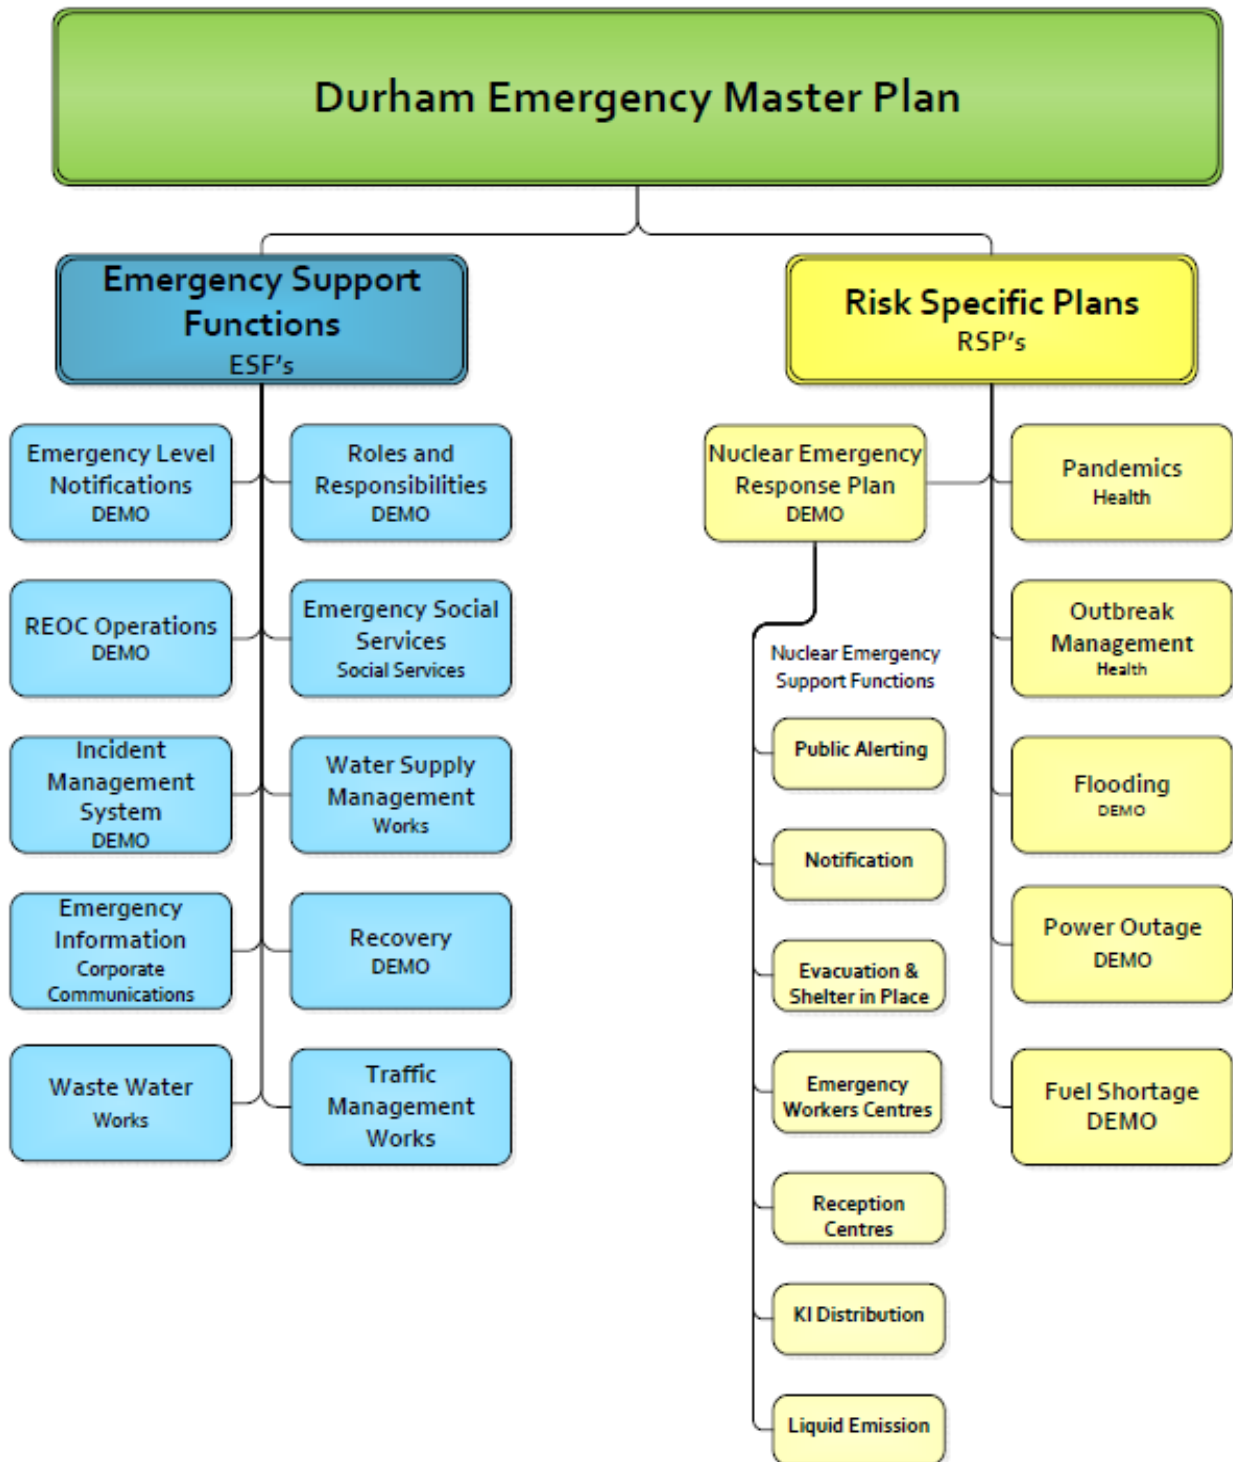 Durham Emergency Master Plan
Emergency Support
Functions
ESF's
Emergency Level
Notifications
DEMO
Roles and
Responsibilities
DEMO
REOC Operations
DEMO
Emergency Social
Services
Social Services
Incident
Management
System
DEMO
Water Supply
Management
Works
Emergency
Information
Corporate
Communications
Recovery
DEMO
Waste Water
Works
Traffic
Management
Works
Risk Specific Plans
RSP's
Nuclear Emergency
Response Plan
DEMO
Nuclear Emergency
Support Functions
Public Alerting
Notification
Evacuation &
Shelter in Place
Emergency
Workers Centres
Reception
Centres
KI Distribution
Liquid Emission
Pandemics
Health
Outbreak
Management
Health
Flooding
DEMO
Power Outage
DEMO
Fuel Shortage
DEMO